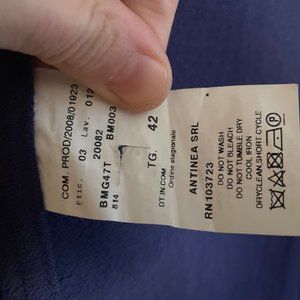 COM. PROD/2008/01923
Etic. 03 Lav. 012
20082 BM003
BMG47T
814
TG. 42
DT.IN.COM
Ordine stagionale
ANTINEA SRL
RN103723
DO NOT WASH
DO NOT BLEACH
DO NOT TUMBLE DRY
COOL IRON
DRYCLEAN SHORT CYCLE